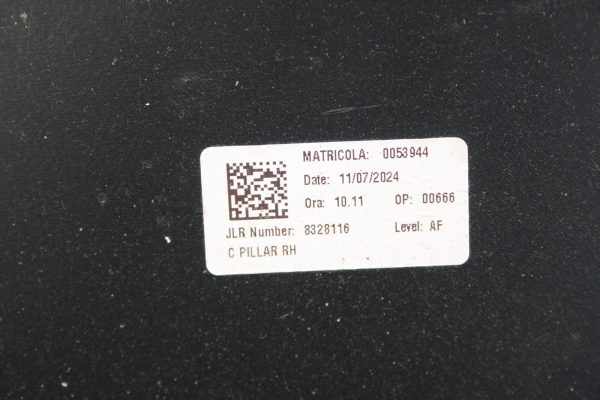 MATRICOLA: 0053944
Date: 11/07/2024
Ora: 10.11 OP: 00666
JLR Number: 8328116 Level: AF
C PILLAR RH